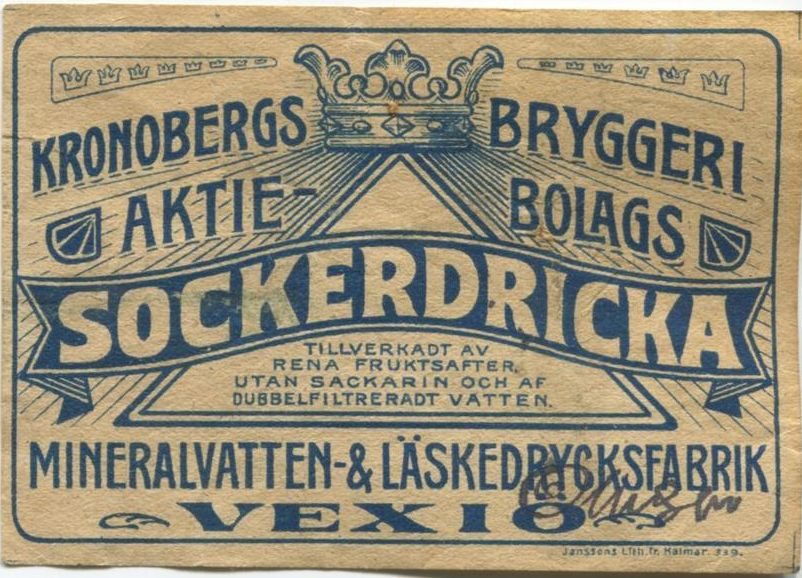 KRONOBERGS BRYGGERI
AKTIE- BOLAGS
SOCKERDRICKA
TILLVERKADT AV
RENA FRUKTSAFTER,
UTAN SACKARIN OCH AF
DUBBELFILTRERADT VATTEN.
MINERALVATTEN-& LÄSKEDRYCKSFABRIK
VEXIÖ
Janssons Lith. Tr. Kalmar. 339.